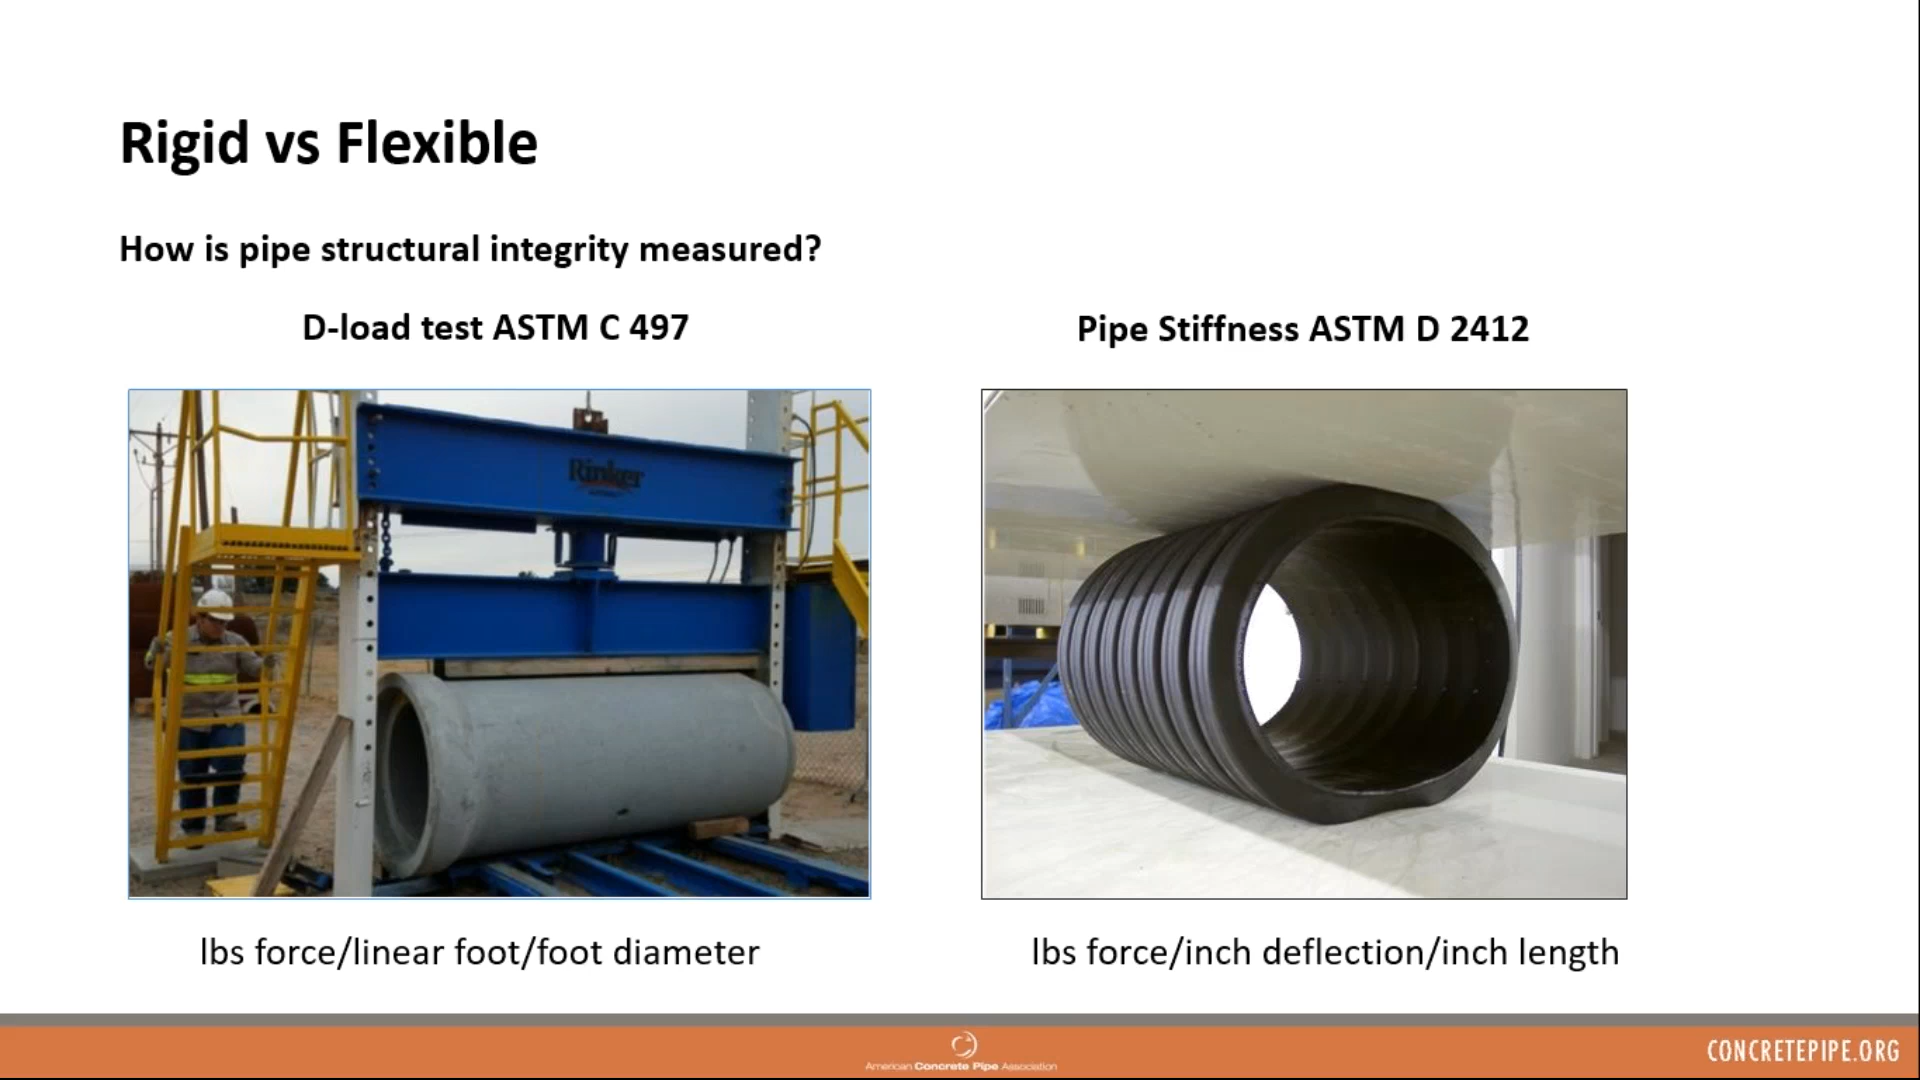 Rigid vs Flexible
How is pipe structural integrity measured?
D-load test ASTM C 497
Pipe Stiffness ASTM D 2412
Rinker
lbs force/linear foot/foot diameter
lbs force/inch deflection/inch length
American Concrete Pipe Association
CONCRETEPIPE.ORG